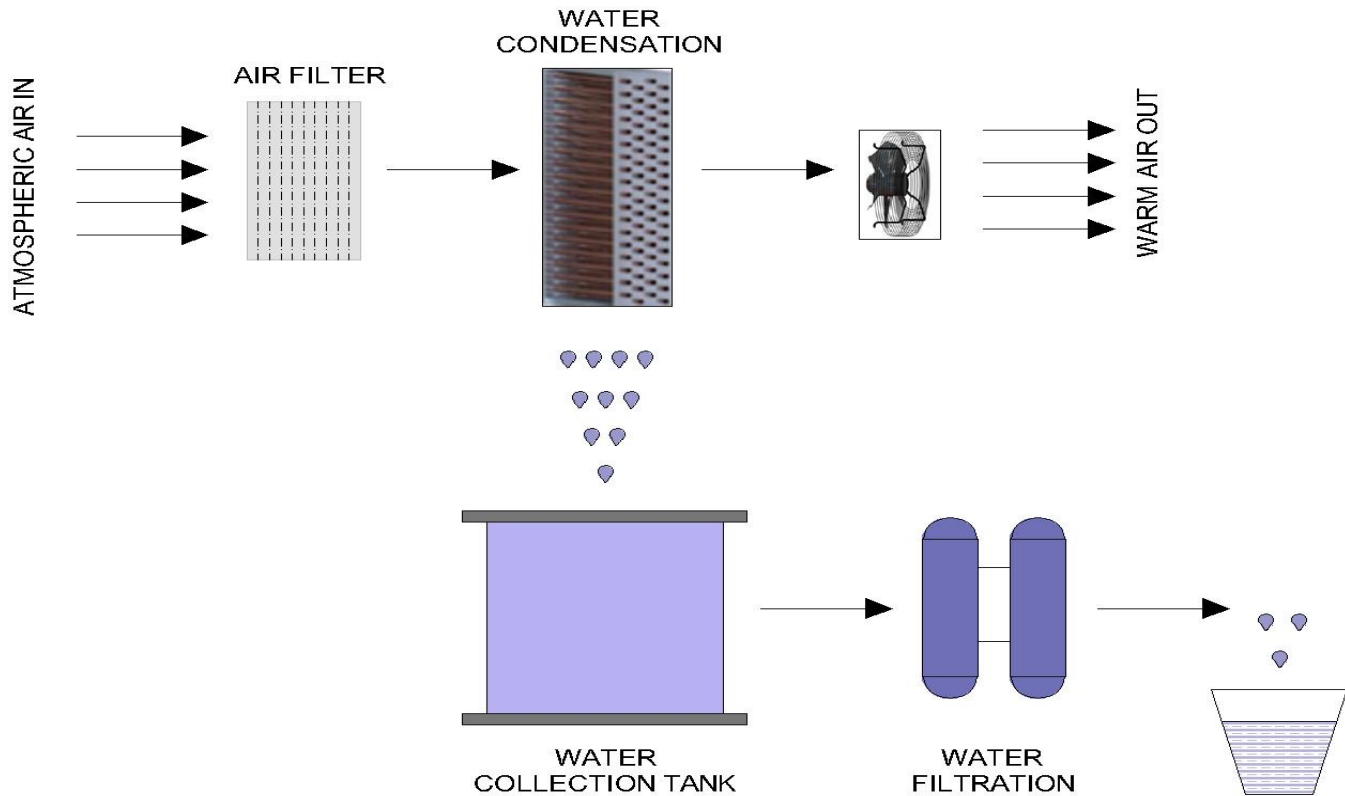 WATER
CONDENSATION
AIR FILTER
ATMOSPHERIC AIR IN
WARM AIR OUT
WATER
COLLECTION TANK
WATER
FILTRATION